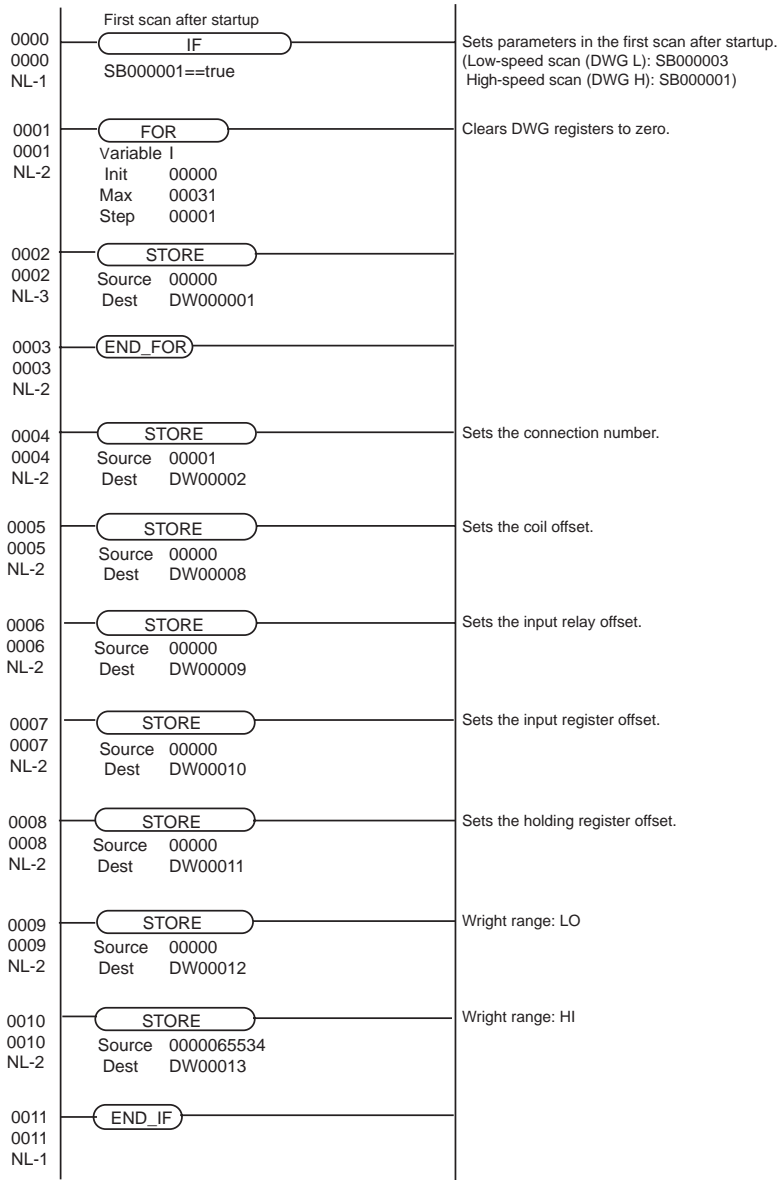 First scan after startup
0000 IF Sets parameters in the first scan after startup.
0000 SB000001==true (Low-speed scan (DWG L): SB000003
NL-1 High-speed scan (DWG H): SB000001)
0001 FOR Clears DWG registers to zero.
0001 Variable I
NL-2 Init 00000
Max 00031
Step 00001
0002 STORE
0002 Source 00000
NL-3 Dest DW000001
0003 END_FOR
0003
NL-2
0004 STORE Sets the connection number.
0004 Source 00001
NL-2 Dest DW00002
0005 STORE Sets the coil offset.
0005 Source 00000
NL-2 Dest DW00008
0006 STORE Sets the input relay offset.
0006 Source 00000
NL-2 Dest DW00009
0007 STORE Sets the input register offset.
0007 Source 00000
NL-2 Dest DW00010
0008 STORE Sets the holding register offset.
0008 Source 00000
NL-2 Dest DW00011
0009 STORE Wright range: LO
0009 Source 00000
NL-2 Dest DW00012
0010 STORE Wright range: HI
0010 Source 0000065534
NL-2 Dest DW00013
0011 END_IF
0011
NL-1